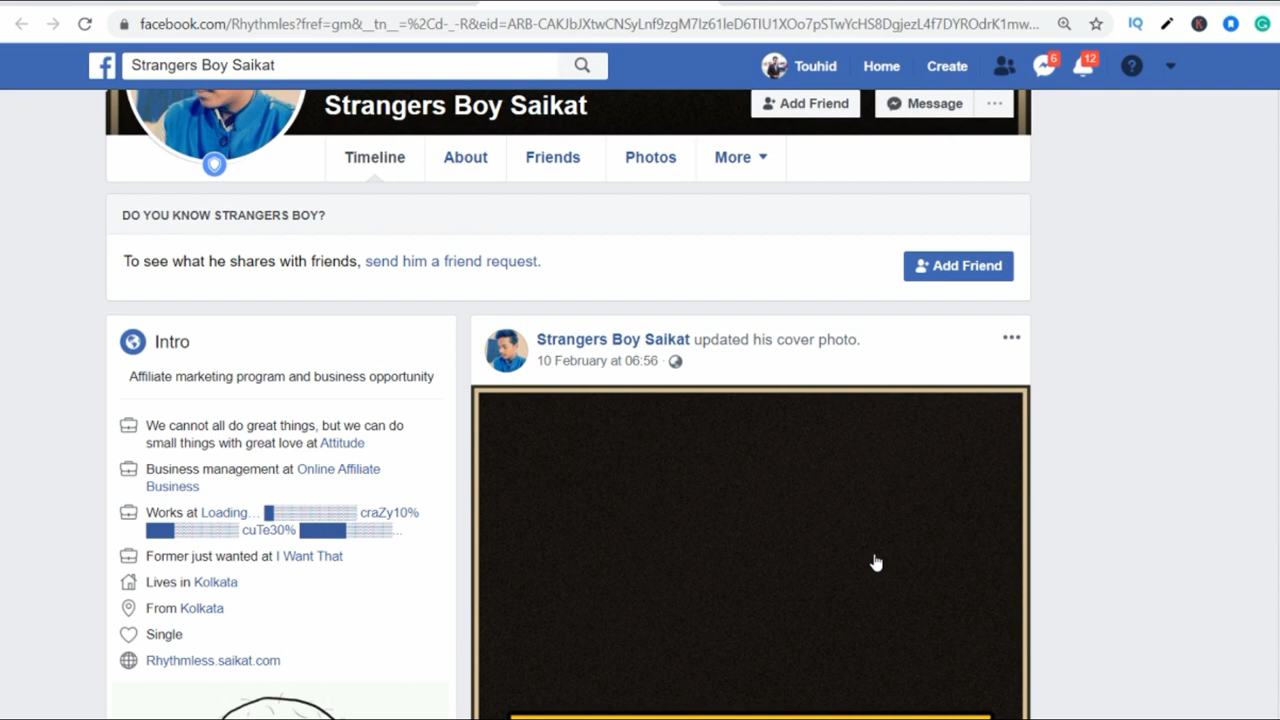 facebook.com/Rhythmles?fref=gm&__tn__=%2Cd-_-R&eid=ARB-CAKJbJXtwCNSyLnf9zgM7Iz61leD6TIU1XOo7pSTwYcHS8DgjezL4f7DYROdrK1mw...
IQ
Strangers Boy Saikat
Touhid
Home
Create
6
12
Strangers Boy Saikat
Add Friend
Message
Timeline
About
Friends
Photos
More
DO YOU KNOW STRANGERS BOY?
To see what he shares with friends, send him a friend request.
Add Friend
Intro
Affiliate marketing program and business opportunity
We cannot all do great things, but we can do
small things with great love at Attitude
Business management at Online Affiliate
Business
Works at Loading... █▒▒▒▒▒▒▒▒▒ craZy10%
███▒▒▒▒▒▒▒ cuTe30% █████▒▒▒▒▒...
Former just wanted at I Want That
Lives in Kolkata
From Kolkata
Single
Rhythmless.saikat.com
Strangers Boy Saikat updated his cover photo.
10 February at 06:56 ·